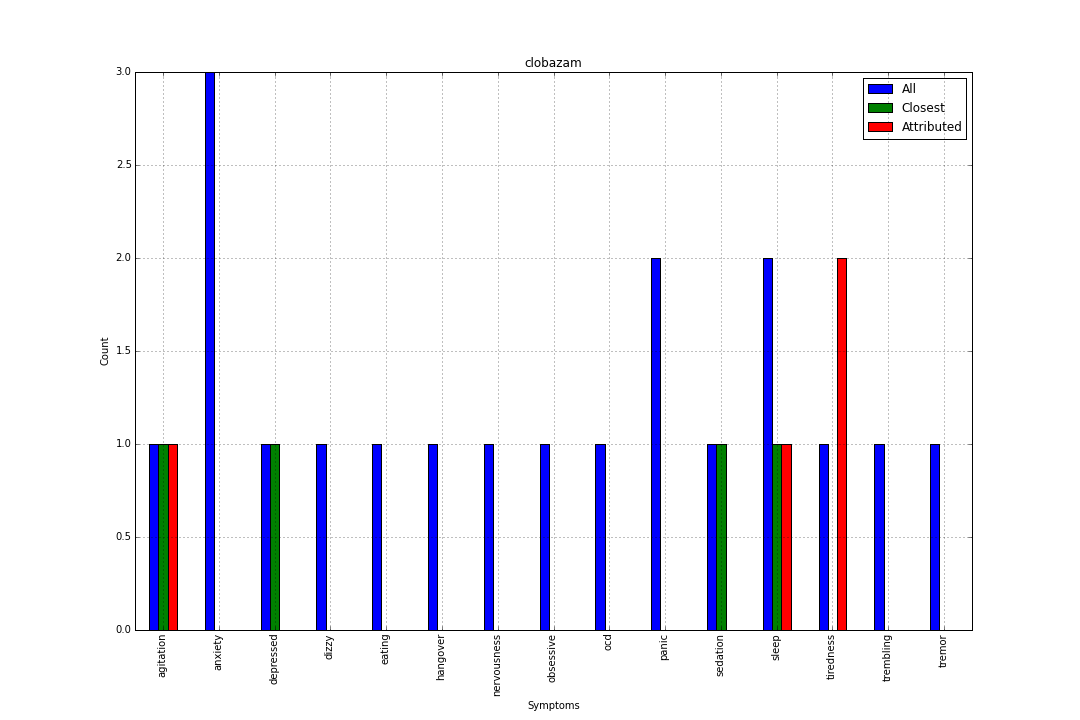 clobazam
All
Closest
Attributed
3.0
2.5
2.0
1.5
1.0
0.5
0.0
Count
agitation
anxiety
depressed
dizzy
eating
hangover
nervousness
obsessive
ocd
panic
sedation
sleep
tiredness
trembling
tremor
Symptoms